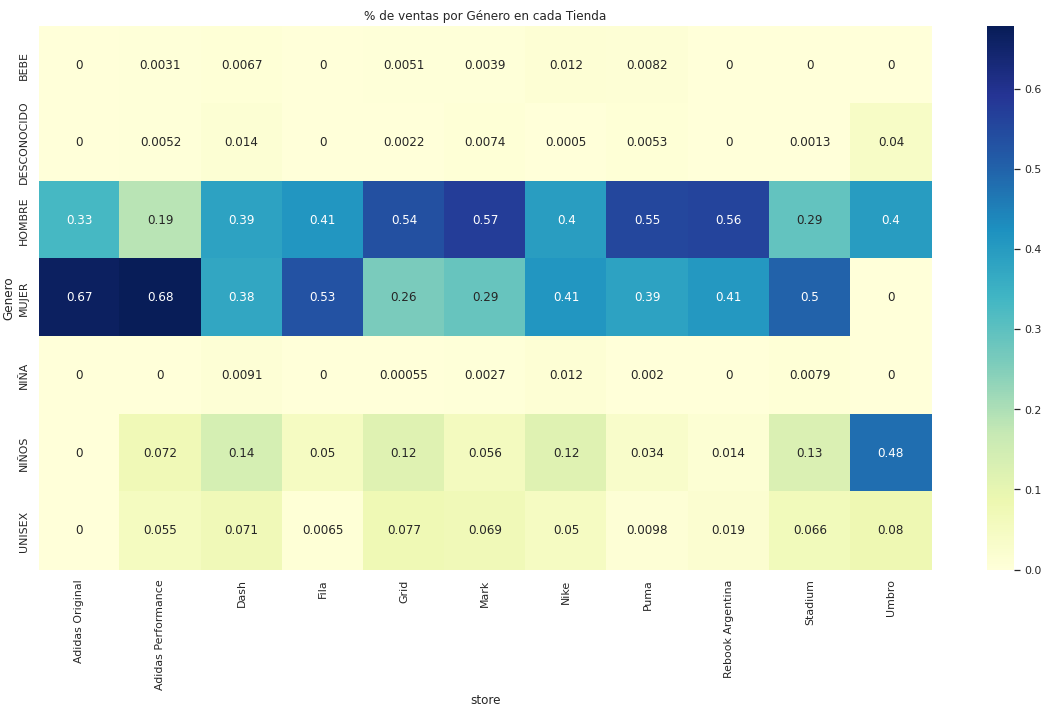 % de ventas por Género en cada Tienda
BEBE 0 0.0031 0.0067 0 0.0051 0.0039 0.012 0.0082 0 0 0
DESCONOCIDO 0 0.0052 0.014 0 0.0022 0.0074 0.0005 0.0053 0 0.0013 0.04
HOMBRE 0.33 0.19 0.39 0.41 0.54 0.57 0.4 0.55 0.56 0.29 0.4
Genero
MUJER 0.67 0.68 0.38 0.53 0.26 0.29 0.41 0.39 0.41 0.5 0
NIÑA 0 0 0.0091 0 0.00055 0.0027 0.012 0.002 0 0.0079 0
NIÑOS 0 0.072 0.14 0.05 0.12 0.056 0.12 0.034 0.014 0.13 0.48
UNISEX 0 0.055 0.071 0.0065 0.077 0.069 0.05 0.0098 0.019 0.066 0.08
Adidas Original
Adidas Performance
Dash
Fila
Grid
Mark
Nike
Puma
Rebook Argentina
Stadium
Umbro
store
0.6
0.5
0.4
0.3
0.2
0.1
0.0